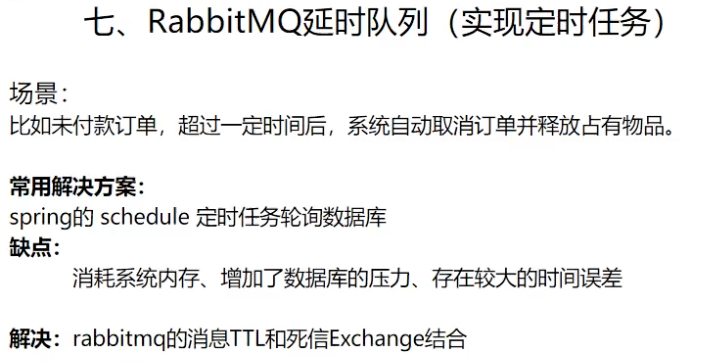 七、RabbitMQ延时队列（实现定时任务）
场景：
比如未付款订单，超过一定时间后，系统自动取消订单并释放占有物品。
常用解决方案：
spring的 schedule 定时任务轮询数据库
缺点：
消耗系统内存、增加了数据库的压力、存在较大的时间误差
解决：rabbitmq的消息TTL和死信Exchange结合